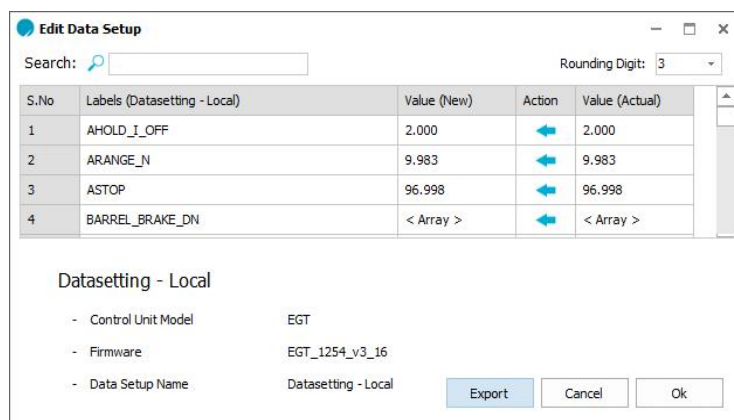 Edit Data Setup
Search:
Rounding Digit: 3
S.No Labels (Datasetting - Local) Value (New) Action Value (Actual)
1 AHOLD_I_OFF 2.000 2.000
2 ARANGE_N 9.983 9.983
3 ASTOP 96.998 96.998
4 BARREL_BRAKE_DN < Array > < Array >
Datasetting - Local
- Control Unit Model EGT
- Firmware EGT_1254_v3_16
- Data Setup Name Datasetting - Local
Export Cancel Ok